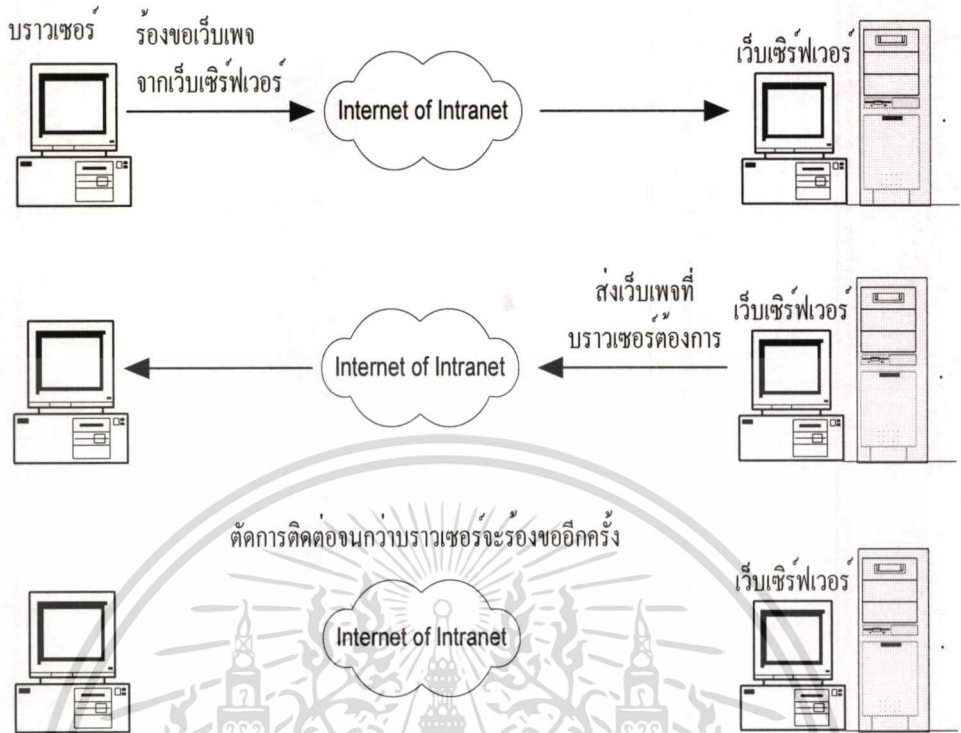 บราวเซอร์
ร้องขอเว็บเพจ
จากเว็บเซิร์ฟเวอร์
Internet of Intranet
เว็บเซิร์ฟเวอร์
ส่งเว็บเพจที่
บราวเซอร์ต้องการ
Internet of Intranet
เว็บเซิร์ฟเวอร์
ตัดการติดต่อจนกว่าบราวเซอร์จะร้องขออีกครั้ง
Internet of Intranet
เว็บเซิร์ฟเวอร์